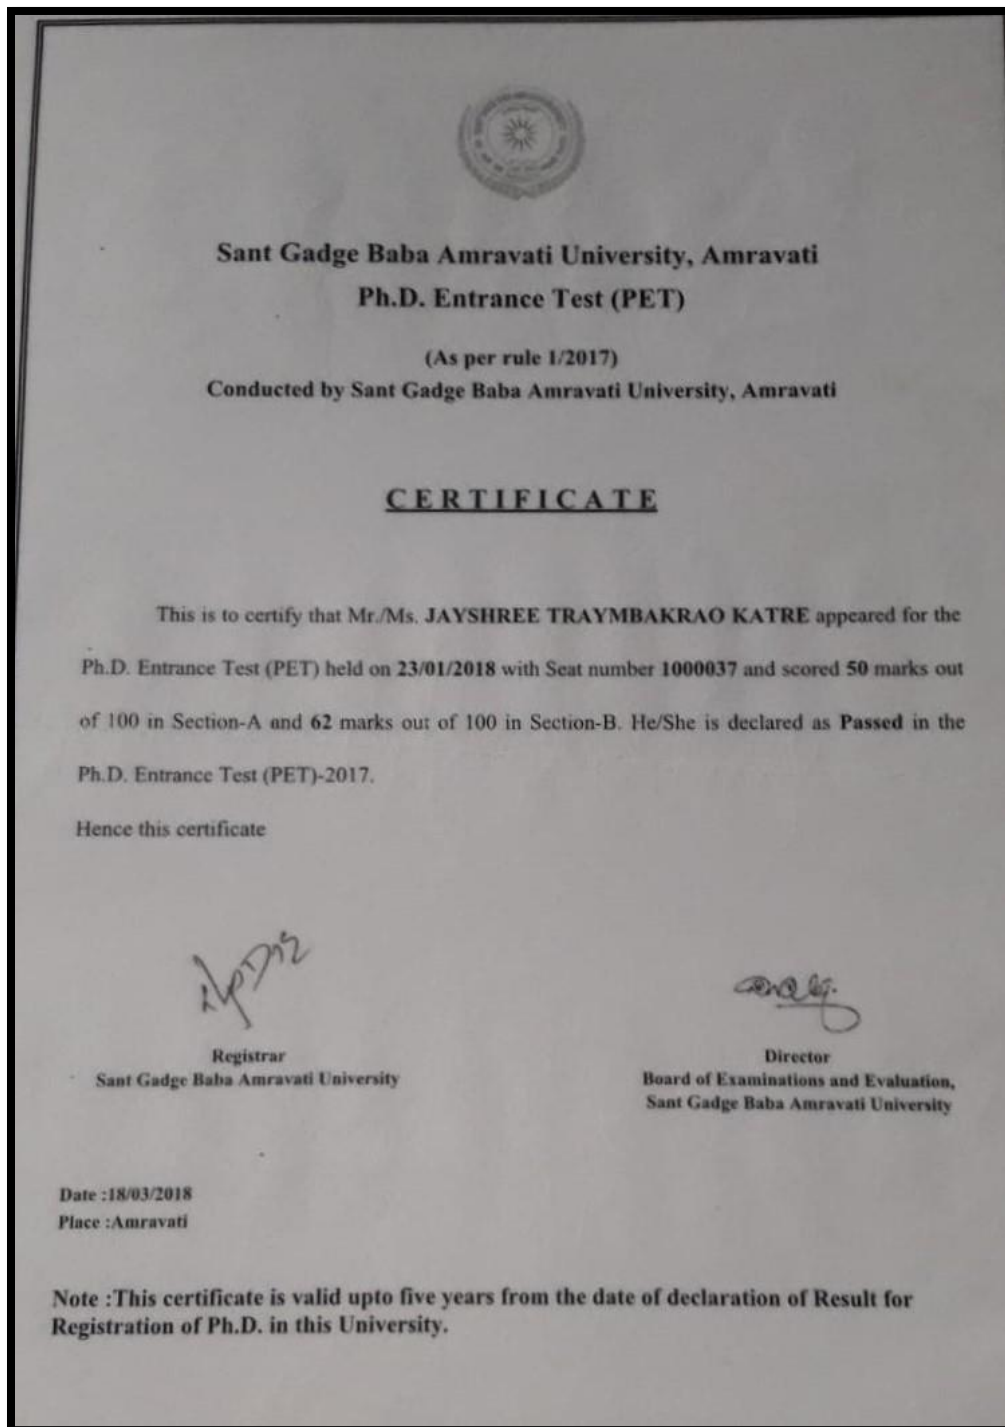 Sant Gadge Baba Amravati University, Amravati
Ph.D. Entrance Test (PET)
(As per rule 1/2017)
Conducted by Sant Gadge Baba Amravati University, Amravati
CERTIFICATE
This is to certify that Mr./Ms. JAYSHREE TRAYMBAKRAO KATRE appeared for the
Ph.D. Entrance Test (PET) held on 23/01/2018 with Seat number 1000037 and scored 50 marks out
of 100 in Section-A and 62 marks out of 100 in Section-B. He/She is declared as Passed in the
Ph.D. Entrance Test (PET)-2017.
Hence this certificate
Registrar
Sant Gadge Baba Amravati University
Director
Board of Examinations and Evaluation,
Sant Gadge Baba Amravati University
Date :18/03/2018
Place :Amravati
Note :This certificate is valid upto five years from the date of declaration of Result for
Registration of Ph.D. in this University.